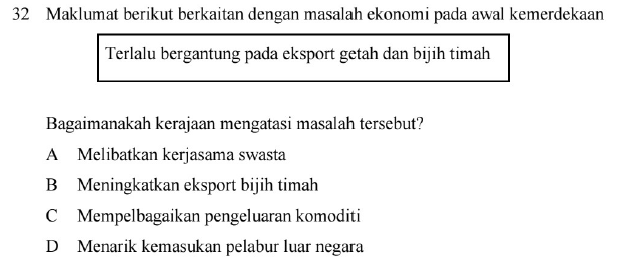 32 Maklumat berikut berkaitan dengan masalah ekonomi pada awal kemerdekaan
Terlalu bergantung pada eksport getah dan bijih timah
Bagaimanakah kerajaan mengatasi masalah tersebut?
A Melibatkan kerjasama swasta
B Meningkatkan eksport bijih timah
C Mempelbagaikan pengeluaran komoditi
D Menarik kemasukan pelabur luar negara